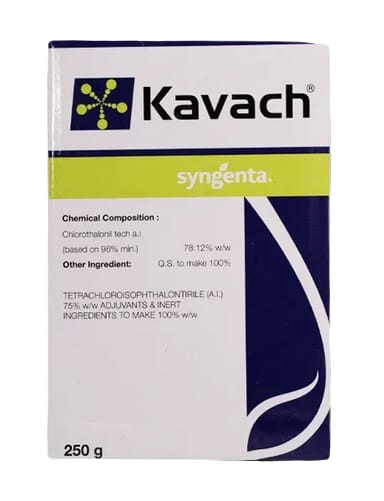 Kavach®
syngenta.
Chemical Composition :
Chlorothalonil tech a.i
(based on 96% min.) 78.12% w/w
Other Ingredient: Q.S. to make 100%
TETRACHLOROISOPHTHALONTIRILE (A.I.)
75% w/w ADJUVANTS & INERT
INGREDIENTS TO MAKE 100% w/w
250 g